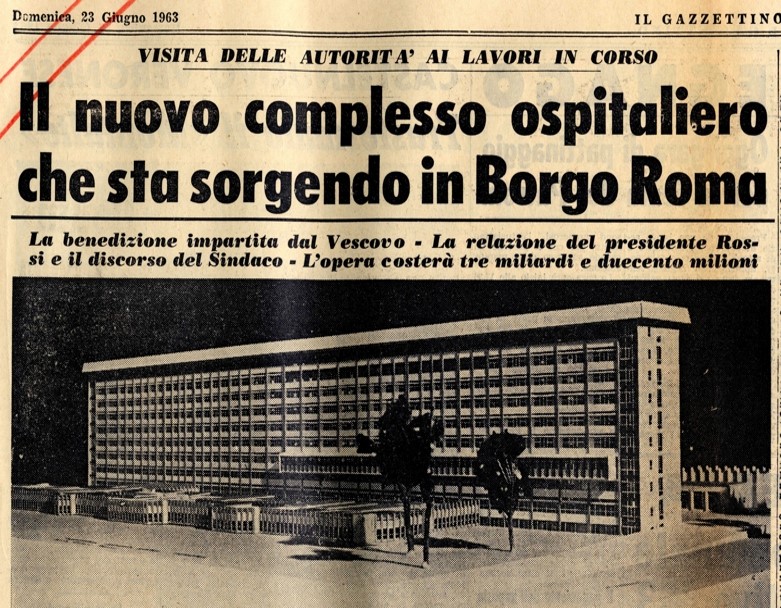 Domenica, 23 Giugno 1963
IL GAZZETTINO
VISITA DELLE AUTORITA' AI LAVORI IN CORSO
Il nuovo complesso ospitaliero
che sta sorgendo in Borgo Roma
La benedizione impartita dal Vescovo - La relazione del presidente Ros-
si e il discorso del Sindaco - L'opera costerà tre miliardi e duecento milioni